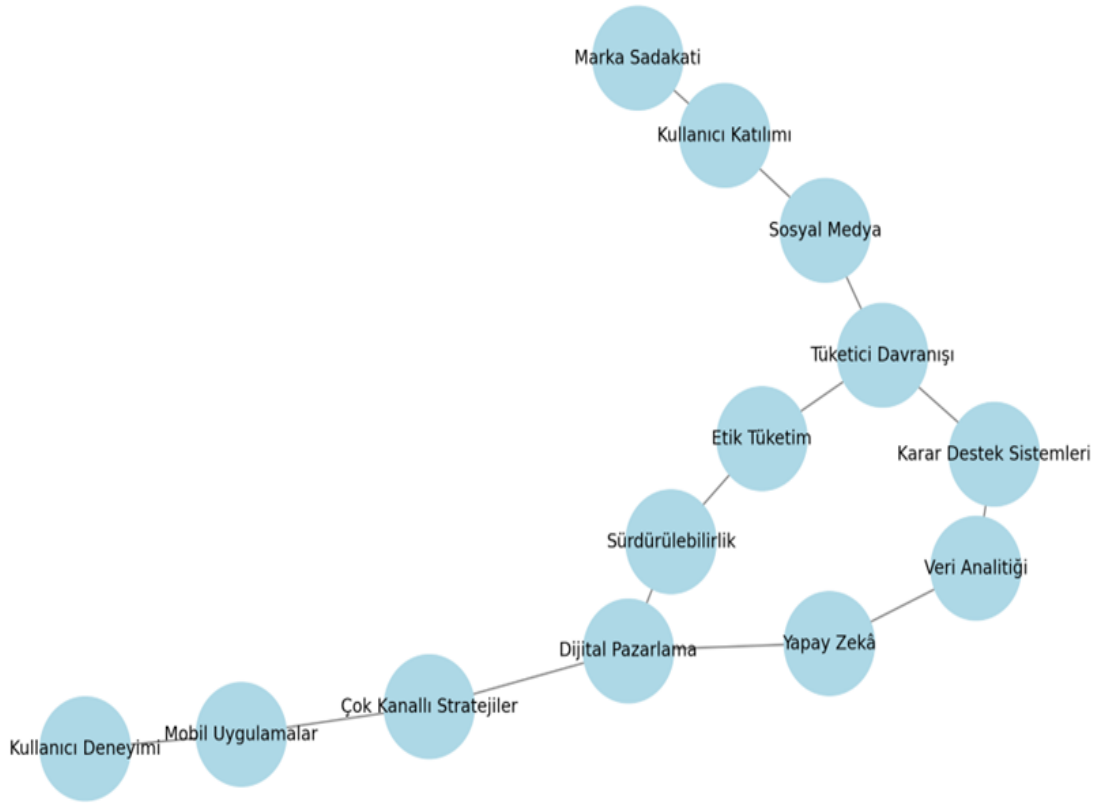 Marka Sadakati
Kullanıcı Katılımı
Sosyal Medya
Tüketici Davranışı
Etik Tüketim
Karar Destek Sistemleri
Sürdürülebilirlik
Veri Analitiği
Dijital Pazarlama
Yapay Zekâ
Çok Kanallı Stratejiler
Mobil Uygulamalar
Kullanıcı Deneyimi